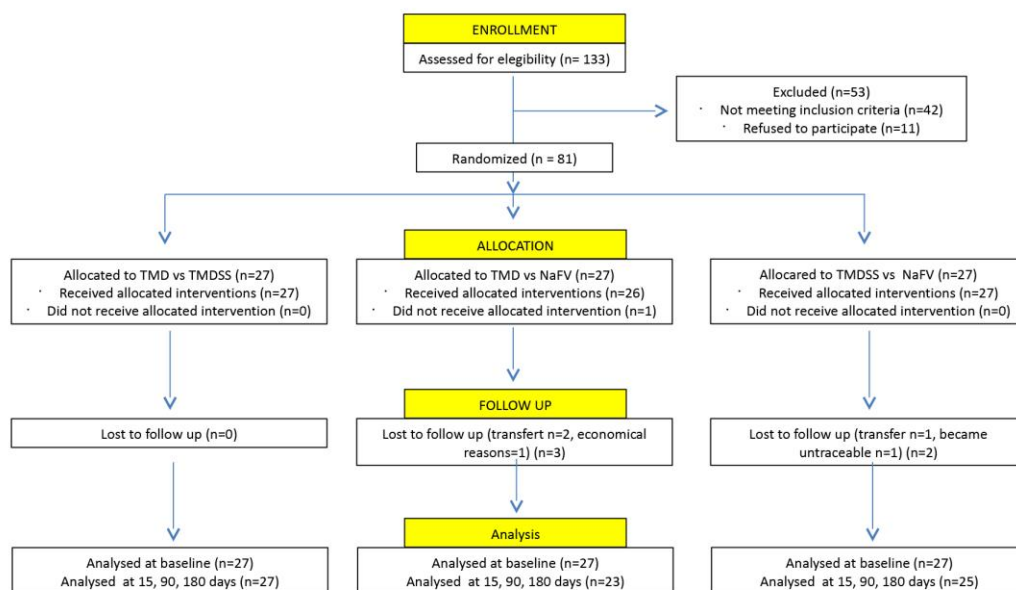 ENROLLMENT
Assessed for elegibility (n= 133)
Excluded (n=53)
· Not meeting inclusion criteria (n=42)
· Refused to participate (n=11)
Randomized (n = 81)
ALLOCATION
Allocated to TMD vs TMDSS (n=27)
· Received allocated interventions (n=27)
· Did not receive allocated intervention (n=0)
Allocated to TMD vs NaFV (n=27)
· Received allocated interventions (n=26)
· Did not receive allocated intervention (n=1)
Allocared to TMDSS vs NaFV (n=27)
· Received allocated interventions (n=27)
· Did not receive allocated intervention (n=0)
FOLLOW UP
Lost to follow up (n=0)
Lost to follow up (transfert n=2, economical
reasons=1) (n=3)
Lost to follow up (transfer n=1, became
untraceable n=1) (n=2)
Analysis
Analysed at baseline (n=27)
Analysed at 15, 90, 180 days (n=27)
Analysed at baseline (n=27)
Analysed at 15, 90, 180 days (n=23)
Analysed at baseline (n=27)
Analysed at 15, 90, 180 days (n=25)